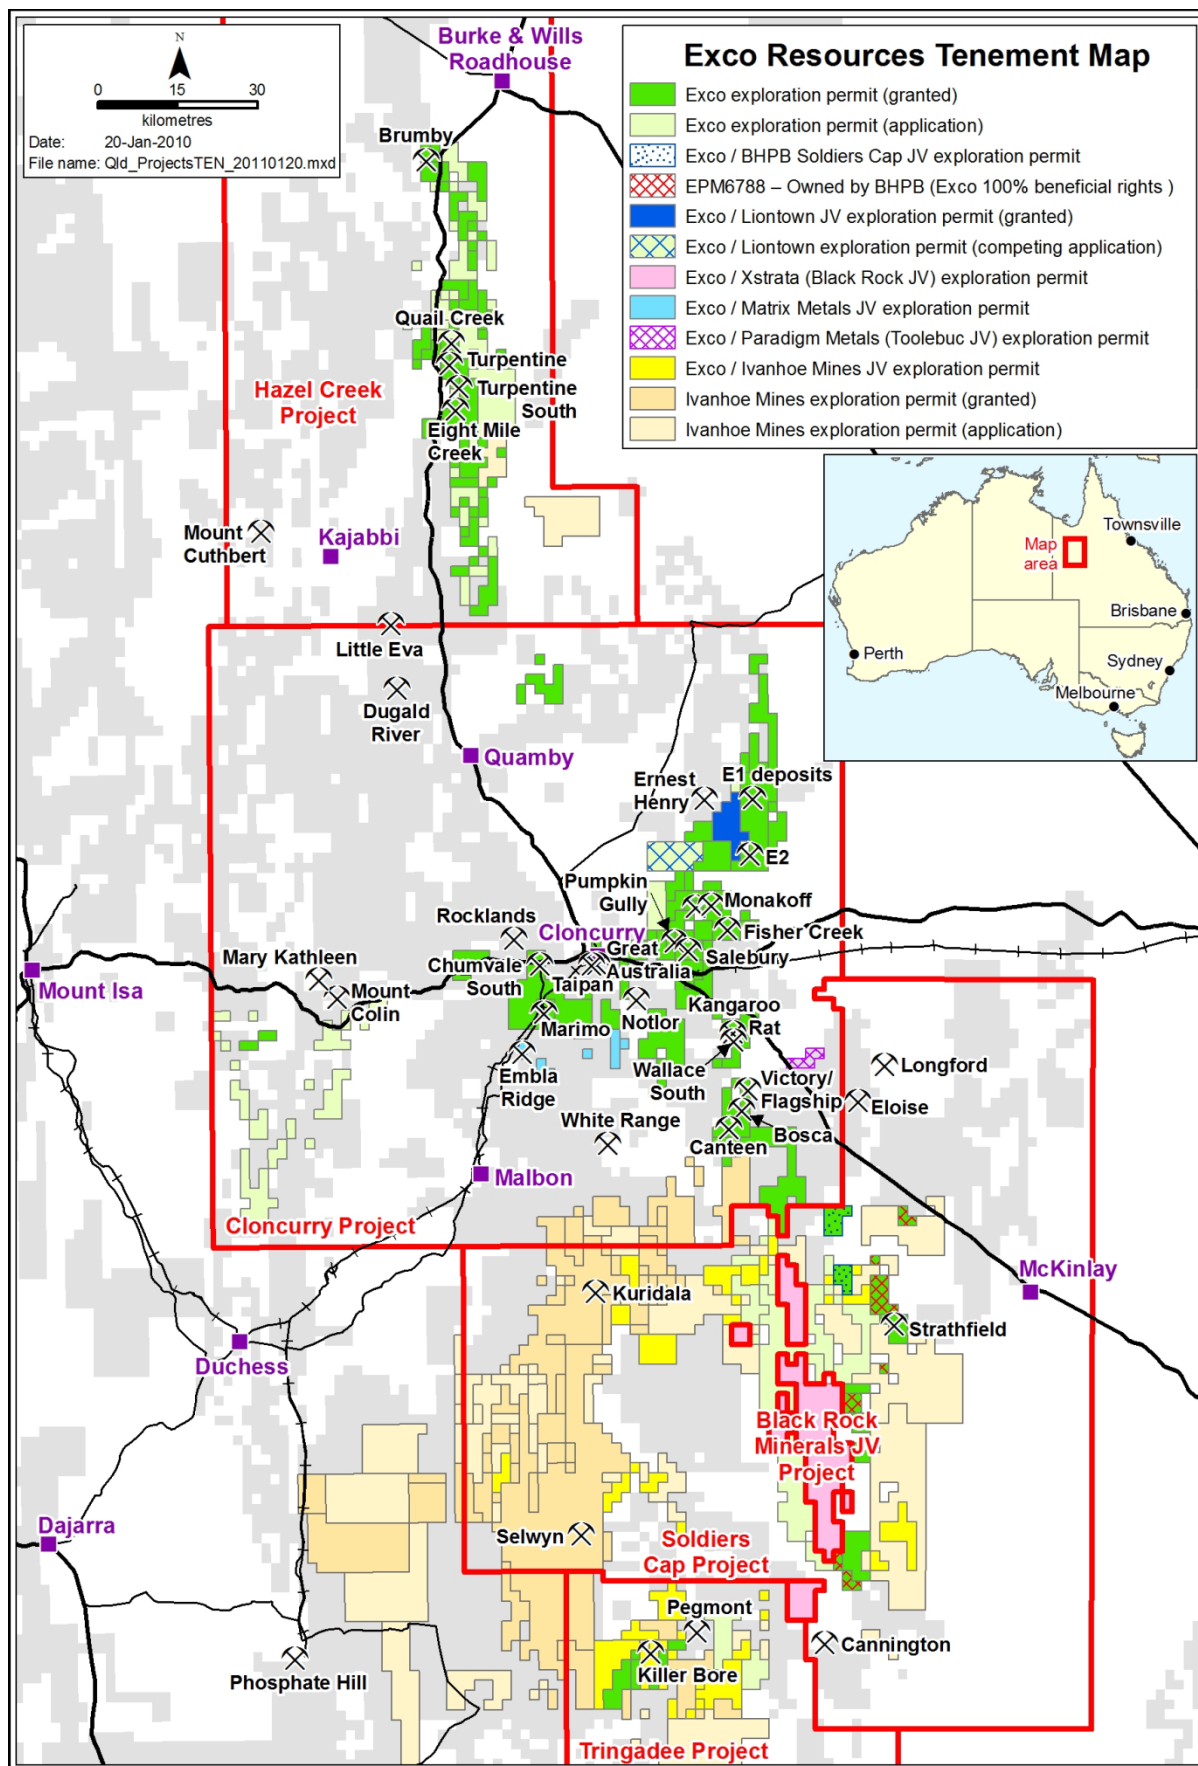 N
0 15 30
kilometres
Date: 20-Jan-2010
File name: Qld_ProjectsTEN_20110120.mxd
Burke & Wills
Roadhouse
Exco Resources Tenement Map
Exco exploration permit (granted)
Exco exploration permit (application)
Exco / BHPB Soldiers Cap JV exploration permit
EPM6788 – Owned by BHPB (Exco 100% beneficial rights )
Exco / Liontown JV exploration permit (granted)
Exco / Liontown exploration permit (competing application)
Exco / Xstrata (Black Rock JV) exploration permit
Exco / Matrix Metals JV exploration permit
Exco / Paradigm Metals (Toolebuc JV) exploration permit
Exco / Ivanhoe Mines JV exploration permit
Ivanhoe Mines exploration permit (granted)
Ivanhoe Mines exploration permit (application)
Townsville
Map
area
Brisbane
Perth
Sydney
Melbourne
Brumby
Quail Creek
Turpentine
Turpentine
South
Eight Mile
Creek
Hazel Creek
Project
Mount
Cuthbert
Kajabbi
Little Eva
Dugald
River
Quamby
Ernest
Henry
E1 deposits
E2
Pumpkin
Gully
Monakoff
Fisher Creek
Salebury
Rocklands
Cloncurry
Great
Australia
Taipan
Chumvale
South
Mary Kathleen
Mount
Colin
Mount Isa
Marimo
Notlor
Kangaroo
Rat
Wallace
South
Embla
Ridge
Longford
Eloise
Victory/
Flagship
Bosca
Canteen
White Range
Malbon
Cloncurry Project
McKinlay
Kuridala
Strathfield
Duchess
Black Rock
Minerals JV
Project
Dajarra
Selwyn
Soldiers
Cap Project
Pegmont
Cannington
Killer Bore
Phosphate Hill
Tringadee Project